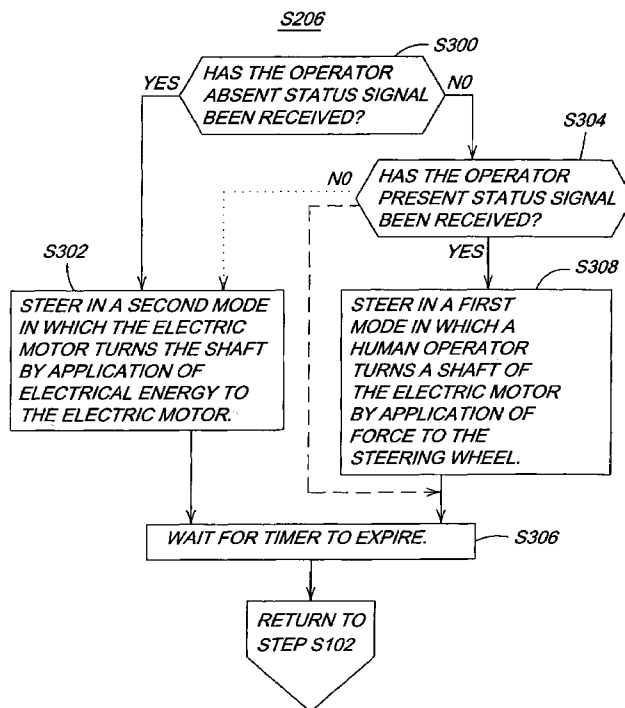 S206
S300
HAS THE OPERATOR
ABSENT STATUS SIGNAL
BEEN RECEIVED?
YES
NO
S304
HAS THE OPERATOR
PRESENT STATUS SIGNAL
BEEN RECEIVED?
NO
YES
S302
STEER IN A SECOND MODE
IN WHICH THE ELECTRIC
MOTOR TURNS THE SHAFT
BY APPLICATION OF
ELECTRICAL ENERGY TO
THE ELECTRIC MOTOR.
S308
STEER IN A FIRST
MODE IN WHICH A
HUMAN OPERATOR
TURNS A SHAFT OF
THE ELECTRIC MOTOR
BY APPLICATION OF
FORCE TO THE
STEERING WHEEL.
WAIT FOR TIMER TO EXPIRE.
S306
RETURN TO
STEP S102